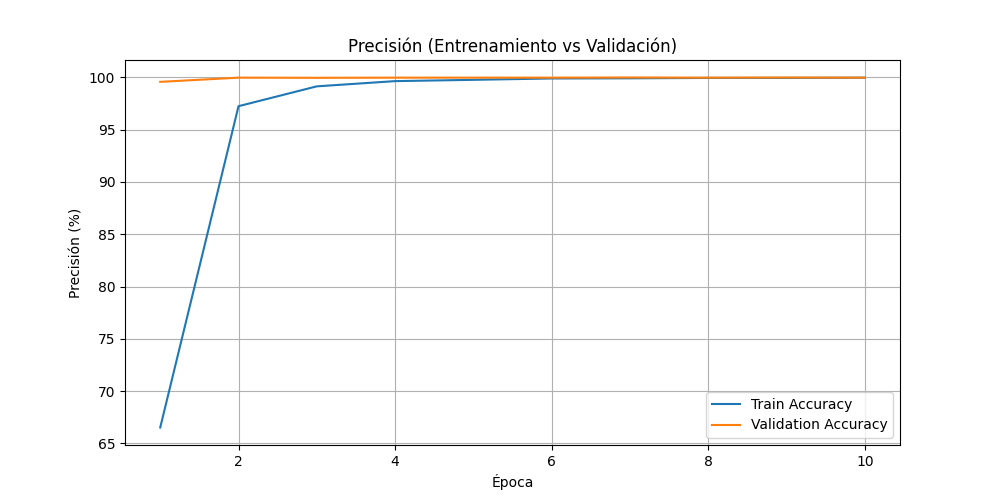 Precisión (Entrenamiento vs Validación)
Precisión (%)
100
95
90
85
80
75
70
65
2 4 6 8 10
Época
Train Accuracy
Validation Accuracy